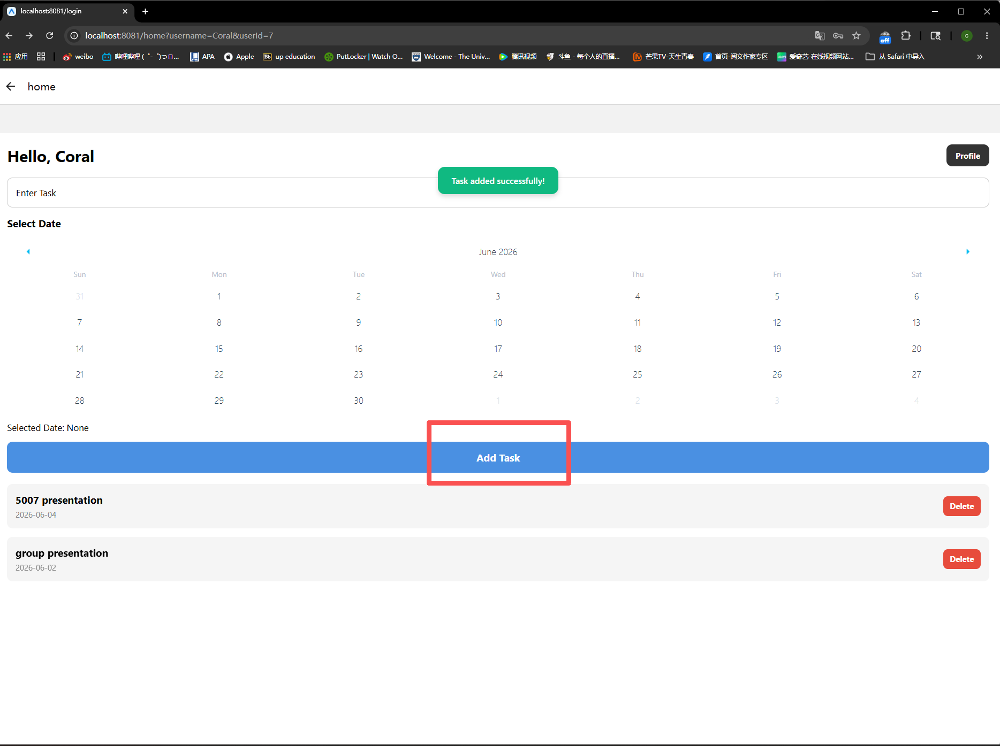 localhost:8081/login
localhost:8081/home?username=Coral&userId=7
应用 weibo 哔哩哔哩 ( ゜- ゜)つロ... APA Apple up education PutLocker | Watch O... Welcome - The Univ... 腾讯视频 斗鱼 - 每个人的直播... 芒果TV-天生青春 首页-阅文作家专区 爱奇艺-在线视频网站... 从 Safari 中导入
home
Hello, Coral
Profile
Task added successfully!
Enter Task
Select Date
June 2026
Sun Mon Tue Wed Thu Fri Sat
31 1 2 3 4 5 6
7 8 9 10 11 12 13
14 15 16 17 18 19 20
21 22 23 24 25 26 27
28 29 30 1 2 3 4
Selected Date: None
Add Task
5007 presentation
2026-06-04
Delete
group presentation
2026-06-02
Delete